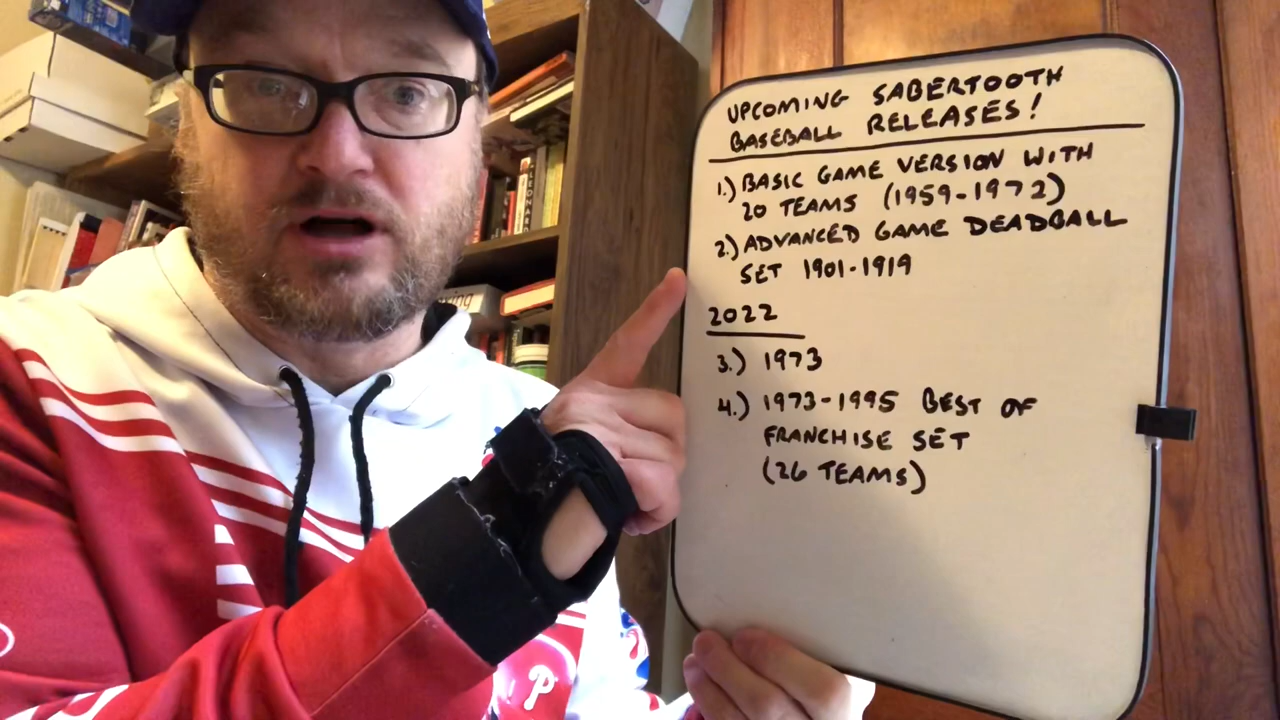 UPCOMING SABERTOOTH
BASEBALL RELEASES!
1.) BASIC GAME VERSION WITH
20 TEAMS (1959-1972)
2.) ADVANCED GAME DEADBALL
SET 1901-1919
2022
3.) 1973
4.) 1973-1995 BEST OF
FRANCHISE SET
(26 TEAMS)
P